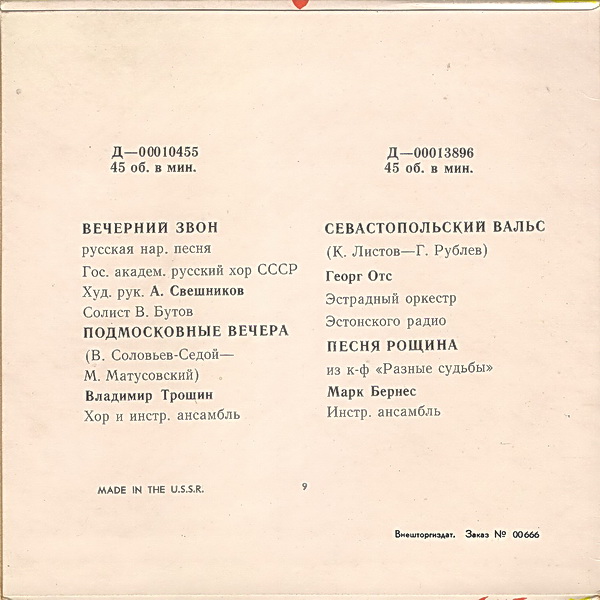 Д—00010455
45 об. в мин.
ВЕЧЕРНИЙ ЗВОН
русская нар. песня
Гос. академ. русский хор СССР
Худ. рук. А. Свешников
Солист В. Бутов
ПОДМОСКОВНЫЕ ВЕЧЕРА
(В. Соловьев-Седой—
М. Матусовский)
Владимир Трошин
Хор и инстр. ансамбль
Д—00013896
45 об. в мин.
СЕВАСТОПОЛЬСКИЙ ВАЛЬС
(К. Листов—Г. Рублев)
Георг Отс
Эстрадный оркестр
Эстонского радио
ПЕСНЯ РОЩИНА
из к-ф «Разные судьбы»
Марк Бернес
Инстр. ансамбль
MADE IN THE U.S.S.R.
9
Внешторгиздат. Заказ № 00666